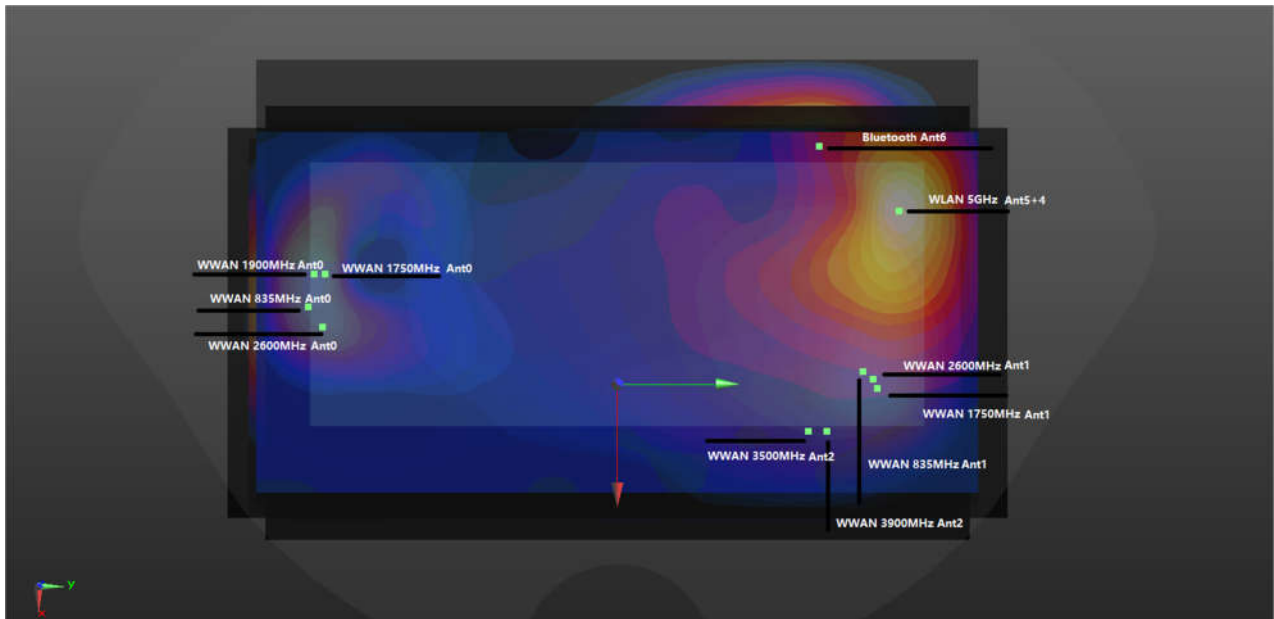 Bluetooth Ant6
WLAN 5GHz Ant5+4
WWAN 1900MHz Ant0
WWAN 1750MHz Ant0
WWAN 835MHz Ant0
WWAN 2600MHz Ant0
WWAN 2600MHz Ant1
WWAN 1750MHz Ant1
WWAN 3500MHz Ant2
WWAN 835MHz Ant1
WWAN 3900MHz Ant2
Y
X